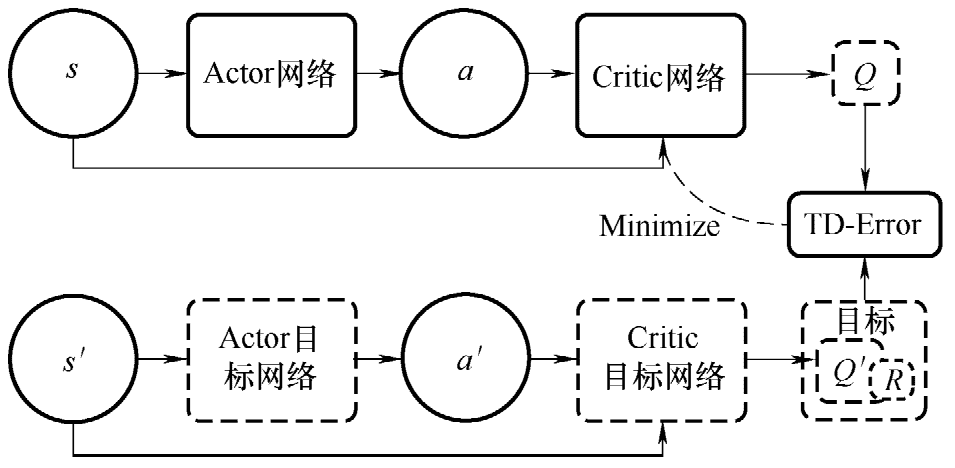 s
Actor网络
a
Critic网络
Q
Minimize
TD-Error
s′
Actor目
标网络
a′
Critic
目标网络
目标
Q′
R